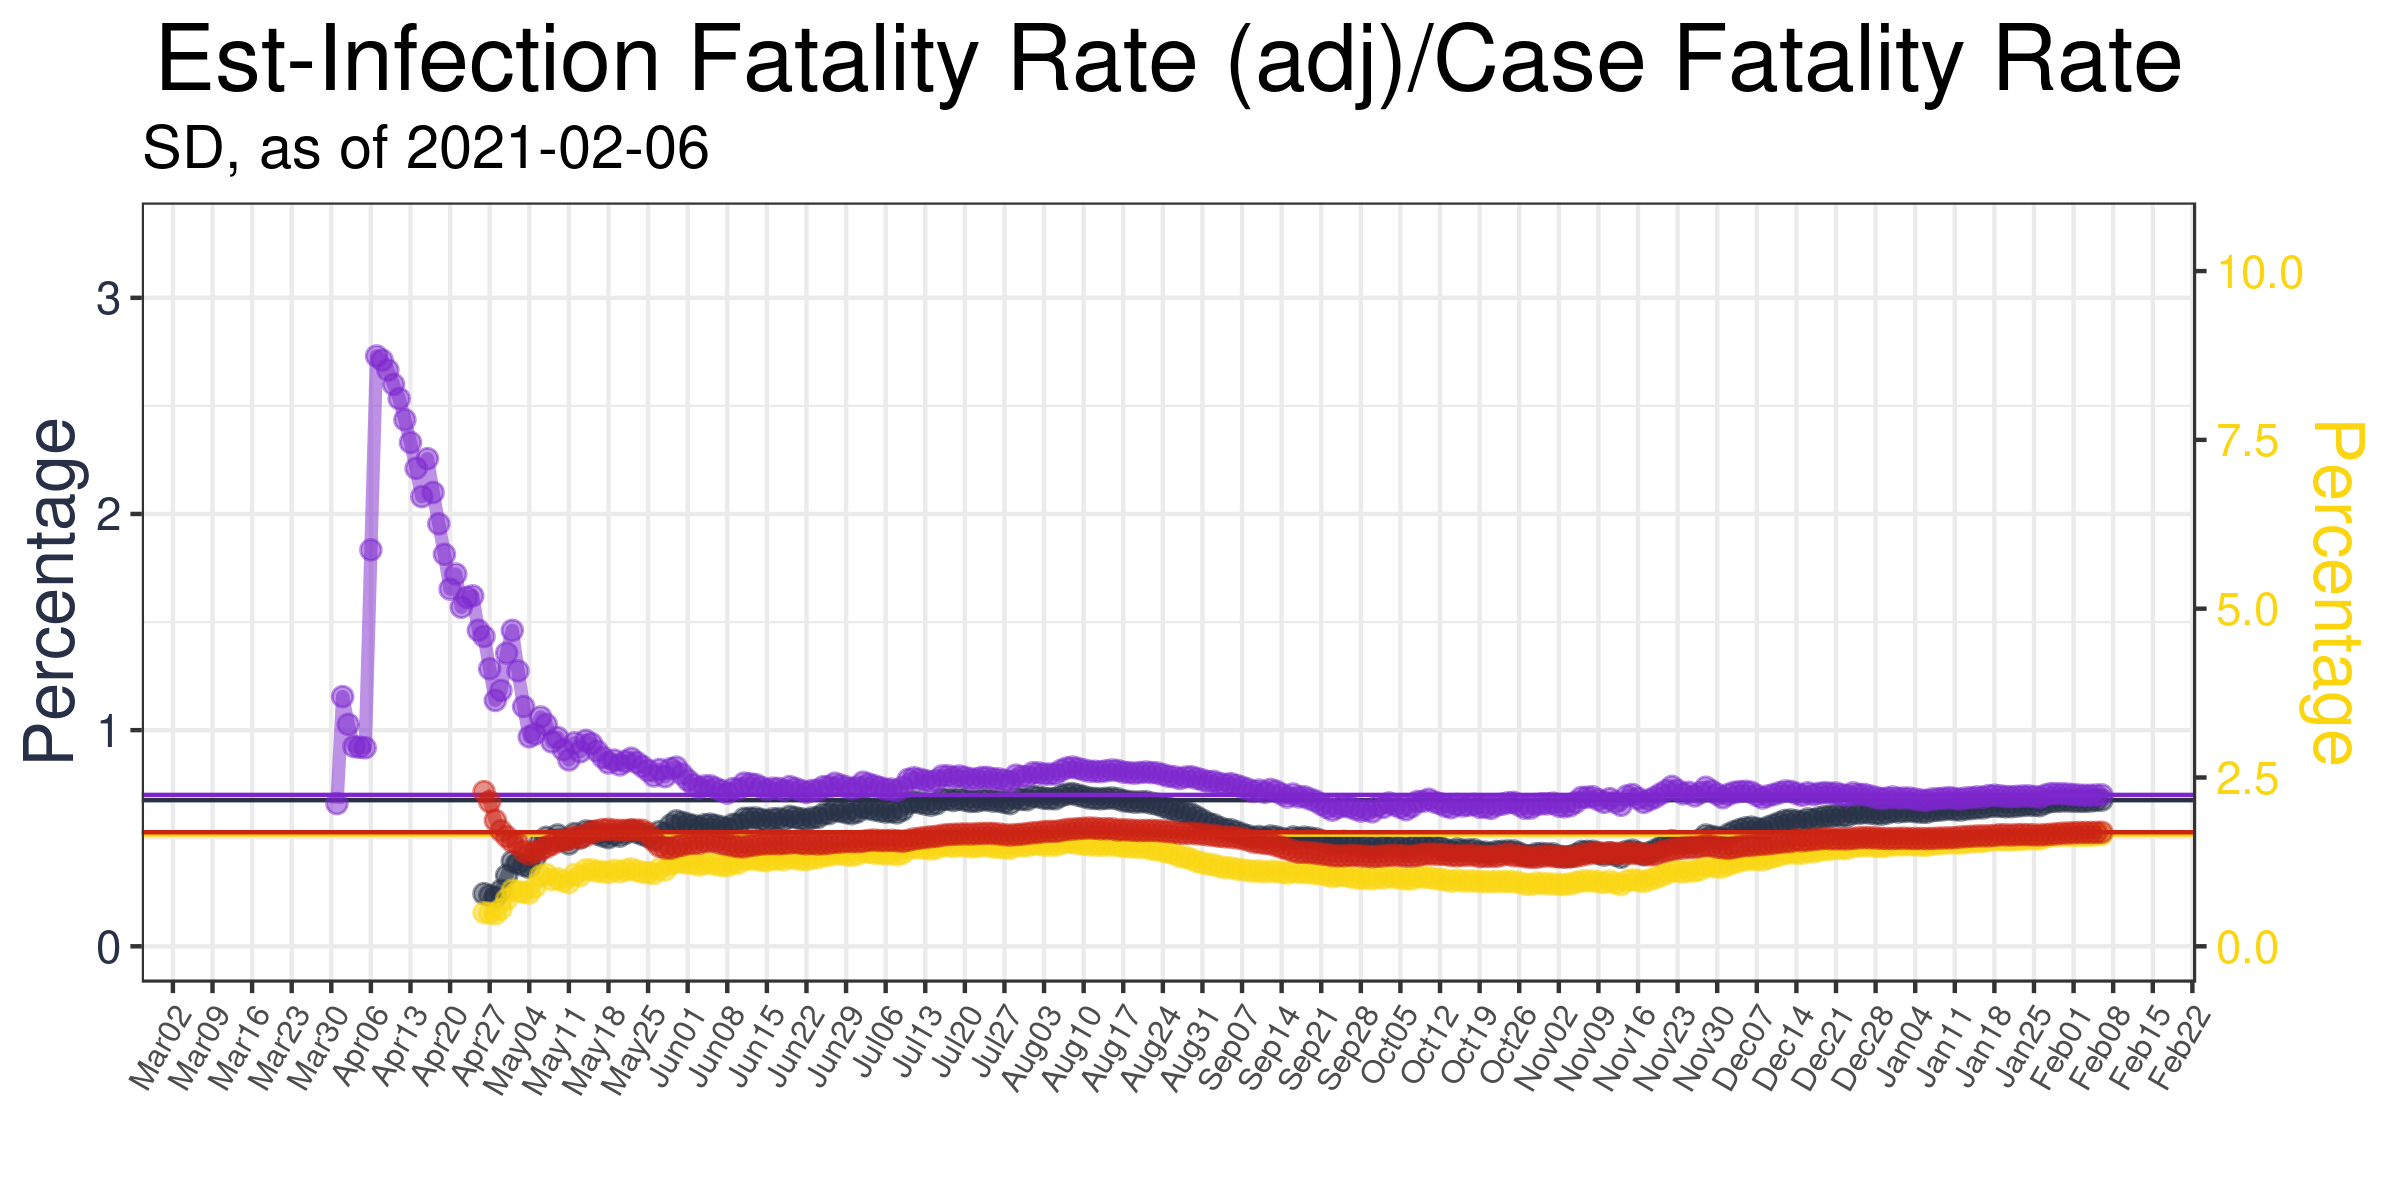 Est-Infection Fatality Rate (adj)/Case Fatality Rate
SD, as of 2021-02-06
Percentage
3
2
1
0
10.0
7.5
5.0
2.5
0.0
Percentage
Mar02
Mar09
Mar16
Mar23
Mar30
Apr06
Apr13
Apr20
Apr27
May04
May11
May18
May25
Jun01
Jun08
Jun15
Jun22
Jun29
Jul06
Jul13
Jul20
Jul27
Aug03
Aug10
Aug17
Aug24
Aug31
Sep07
Sep14
Sep21
Sep28
Oct05
Oct12
Oct19
Oct26
Nov02
Nov09
Nov16
Nov23
Nov30
Dec07
Dec14
Dec21
Dec28
Jan04
Jan11
Jan18
Jan25
Feb01
Feb08
Feb15
Feb22